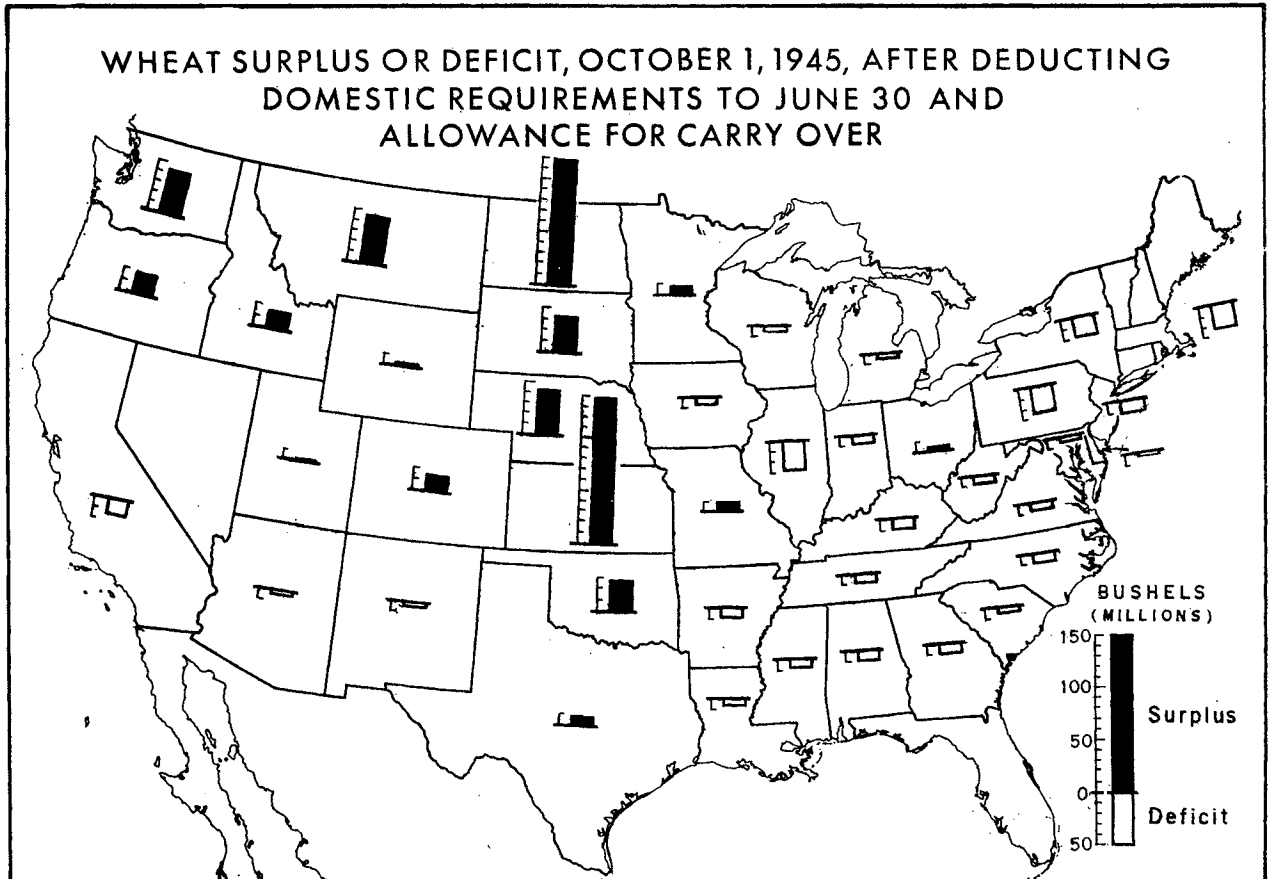 WHEAT SURPLUS OR DEFICIT, OCTOBER 1, 1945, AFTER DEDUCTING
DOMESTIC REQUIREMENTS TO JUNE 30 AND
ALLOWANCE FOR CARRY OVER
BUSHELS
(MILLIONS)
150
100
Surplus
50
0
Deficit
50